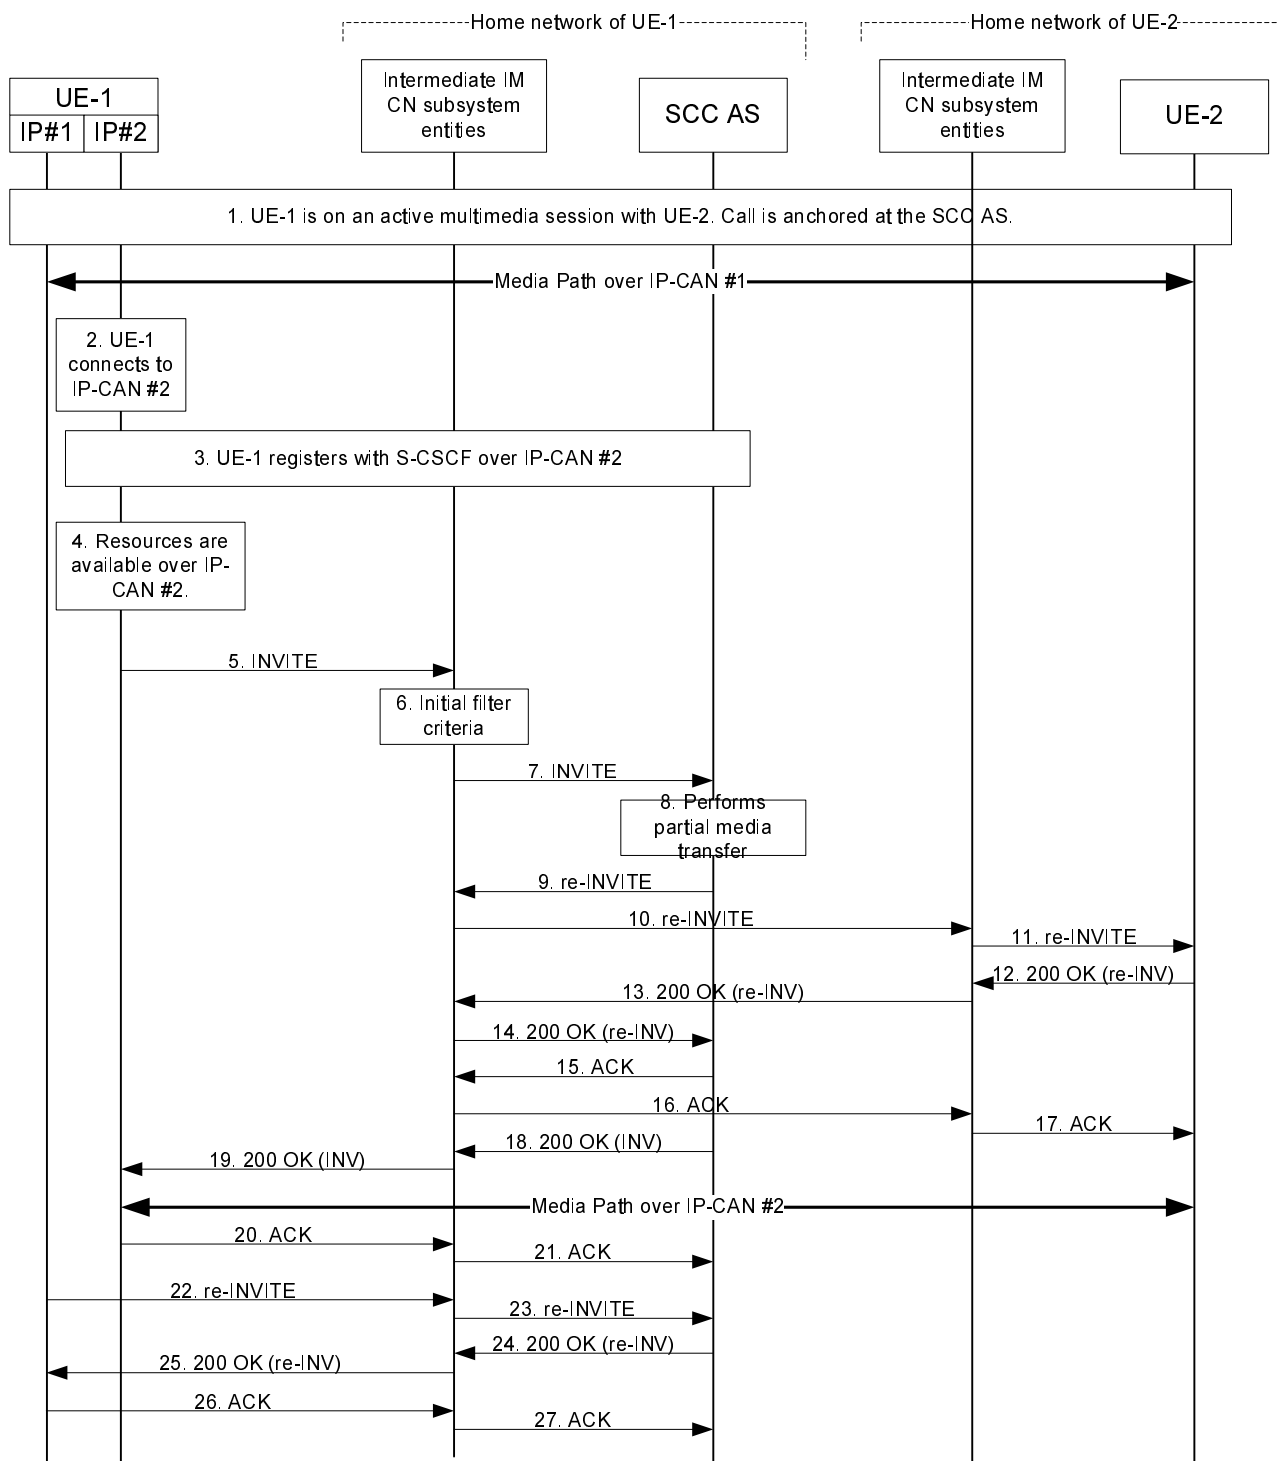 Home network of UE-1
Home network of UE-2
UE-1
IP#1
IP#2
Intermediate IM
CN subsystem
entities
SCC AS
Intermediate IM
CN subsystem
entities
UE-2
1. UE-1 is on an active multimedia session with UE-2. Call is anchored at the SCC AS.
Media Path over IP-CAN #1
2. UE-1
connects to
IP-CAN #2
3. UE-1 registers with S-CSCF over IP-CAN #2
4. Resources are
available over IP-
CAN #2.
5. INVITE
6. Initial filter
criteria
7. INVITE
8. Performs
partial media
transfer
9. re-INVITE
10. re-INVITE
11. re-INVITE
12. 200 OK (re-INV)
13. 200 OK (re-INV)
14. 200 OK (re-INV)
15. ACK
16. ACK
17. ACK
18. 200 OK (INV)
19. 200 OK (INV)
Media Path over IP-CAN #2
20. ACK
21. ACK
22. re-INVITE
23. re-INVITE
24. 200 OK (re-INV)
25. 200 OK (re-INV)
26. ACK
27. ACK